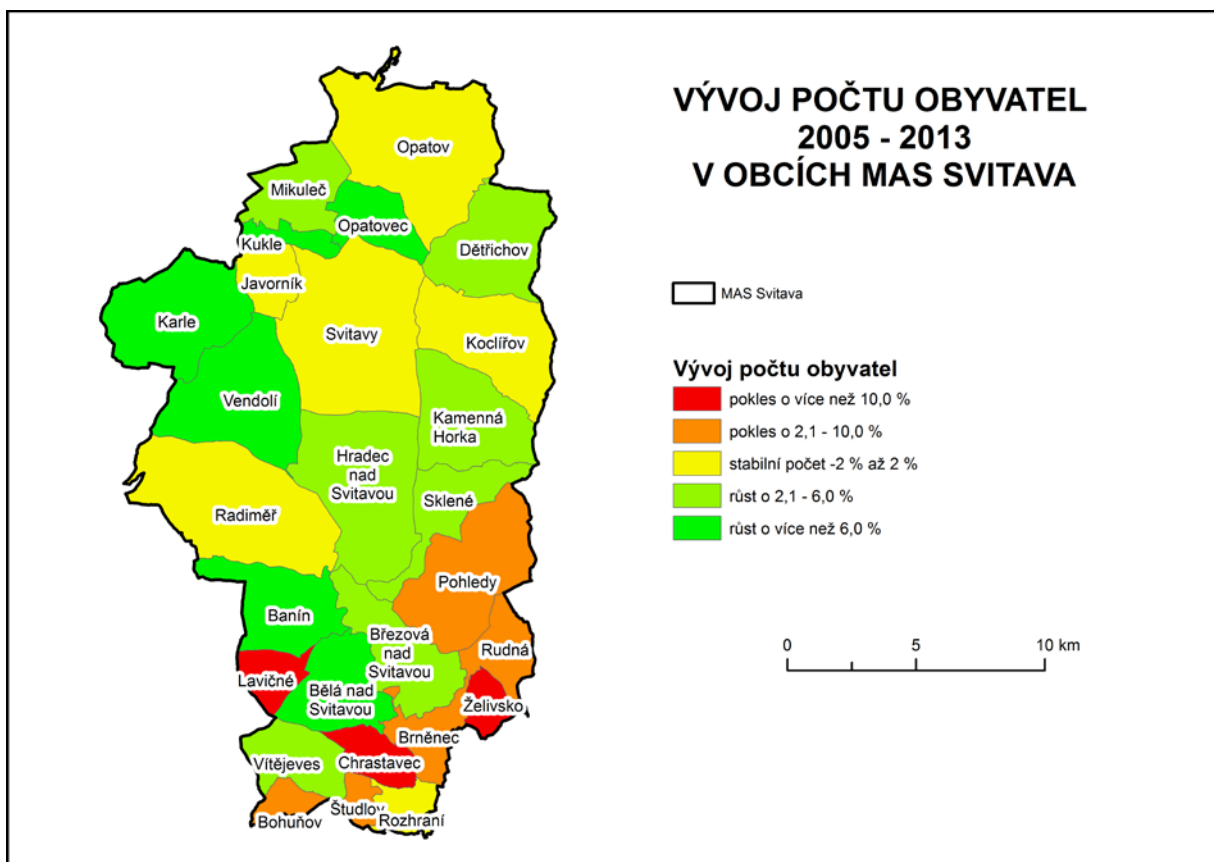 VÝVOJ POČTU OBYVATEL
2005 - 2013
V OBCÍCH MAS SVITAVA
MAS Svitava
Vývoj počtu obyvatel
pokles o více než 10,0 %
pokles o 2,1 - 10,0 %
stabilní počet -2 % až 2 %
růst o 2,1 - 6,0 %
růst o více než 6,0 %
0 5 10 km
Opatov
Mikuleč
Opatovec
Kukle
Dětřichov
Javorník
Karle
Svitavy
Koclířov
Vendolí
Kamenná
Horka
Hradec
nad
Svitavou
Sklené
Radiměř
Pohledy
Banín
Březová
nad
Svitavou
Rudná
Lavičné
Bělá nad
Svitavou
Želivsko
Brněnec
Vítějeves
Chrastavec
Študlov
Bohuňov
Rozhraní